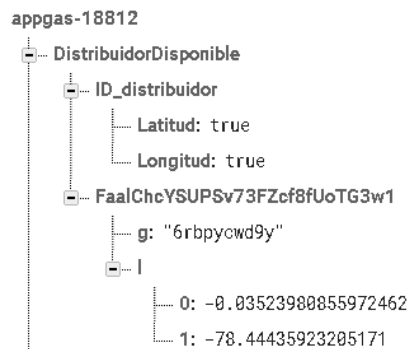 appgas-18812
DistribuidorDisponible
ID_distribuidor
Latitud: true
Longitud: true
FaalChcYSUPSv73FZcf8fUoTG3w1
g: "6rbpycwd9y"
l
0: -0.03523980855972462
1: -78.44435923205171